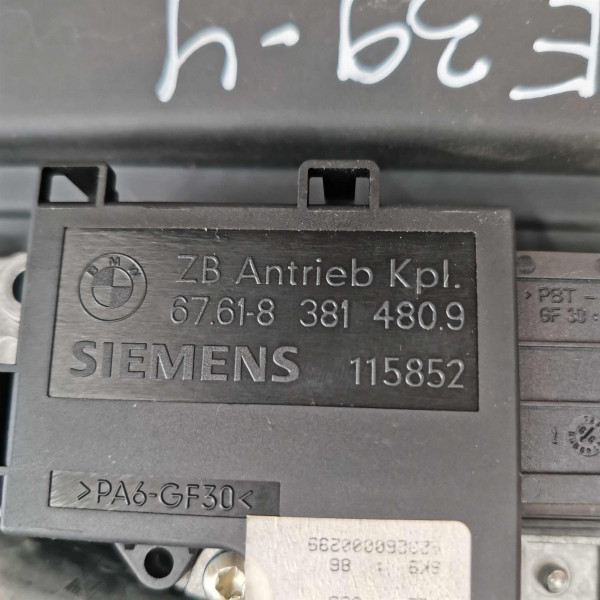 E39-4
BMW
ZB Antrieb Kpl.
67.61-8 381 480.9
SIEMENS 115852
>PBT -
GF 30
>PA6-GF30<